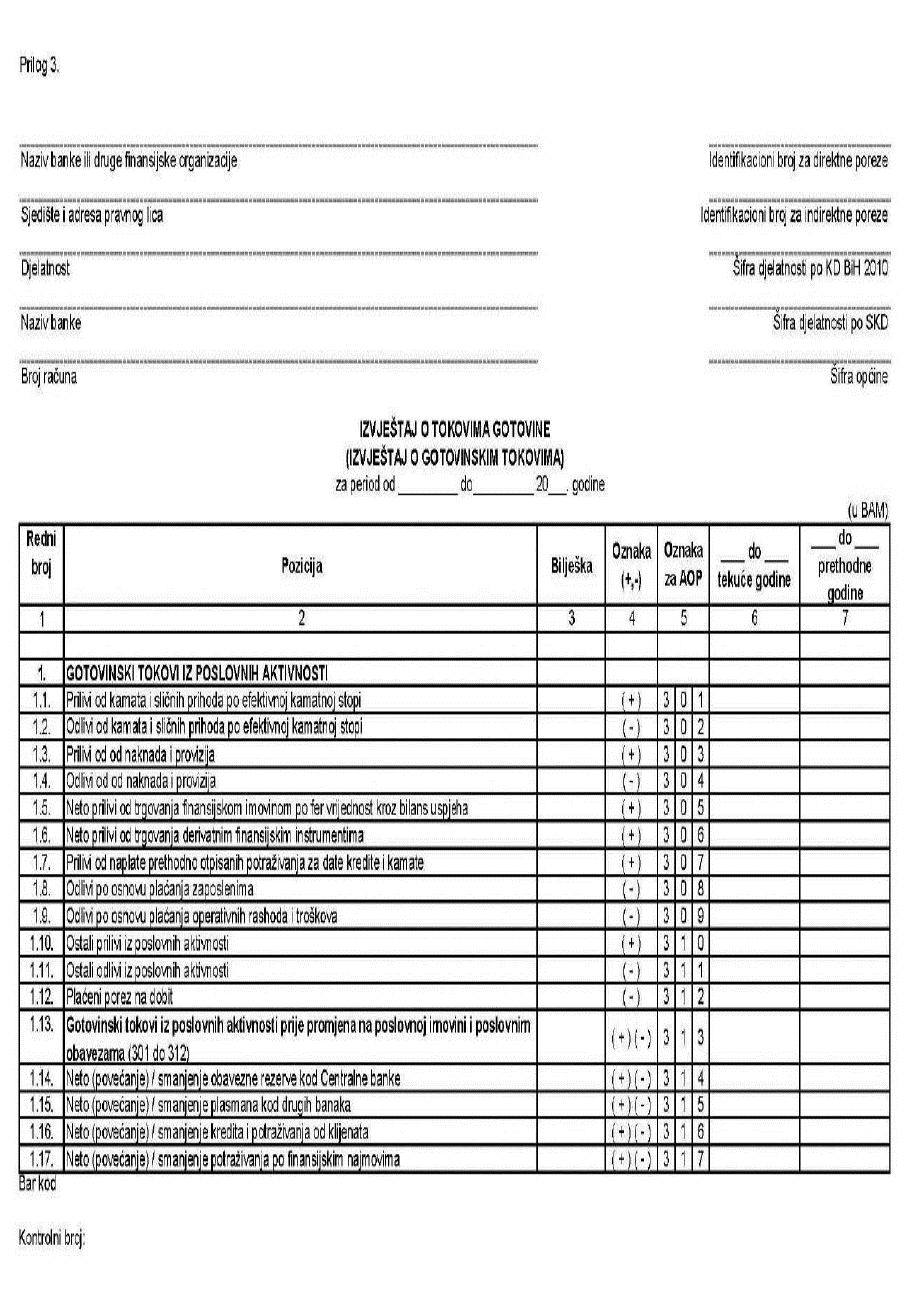 Prilog 3.
Naziv banke ili druge finansijske organizacije Identifikacioni broj za direktne poreze
Sjedište i adresa pravnog lica Identifikacioni broj za indirektne poreze
Djelatnost Šifra djelatnosti po KD BiH 2010
Naziv banke Šifra djelatnosti po SKD
Broj računa Šifra općine
IZVJEŠTAJ O TOKOVIMA GOTOVINE
(IZVJEŠTAJ O GOTOVINSKIM TOKOVIMA)
za period od __________ do__________ 20___. godine
(u BAM)
Redni broj Pozicija Bilješka Oznaka (+,-) Oznaka za AOP ____ do ____ tekuće godine ____ do ____ prethodne godine
1 2 3 4 5 6 7
1. GOTOVINSKI TOKOVI IZ POSLOVNIH AKTIVNOSTI
1.1. Prilivi od kamata i sličnih prihoda po efektivnoj kamatnoj stopi ( + ) 3 0 1
1.2. Odlivi od kamata i sličnih prihoda po efektivnoj kamatnoj stopi ( - ) 3 0 2
1.3. Prilivi od od naknada i provizija ( + ) 3 0 3
1.4. Odlivi od od naknada i provizija ( - ) 3 0 4
1.5. Neto prilivi od trgovanja finansijskom imovinom po fer vrijednost kroz bilans uspjeha ( + ) 3 0 5
1.6. Neto prilivi od trgovanja derivatnim finansijskim instrumentima ( + ) 3 0 6
1.7. Prilivi od naplate prethodno otpisanih potraživanja za date kredite i kamate ( + ) 3 0 7
1.8. Odlivi po osnovu plaćanja zaposlenima ( - ) 3 0 8
1.9. Odlivi po osnovu plaćanja operativnih rashoda i troškova ( - ) 3 0 9
1.10. Ostali prilivi iz poslovnih aktivnosti ( + ) 3 1 0
1.11. Ostali odlivi iz poslovnih aktivnosti ( - ) 3 1 1
1.12. Plaćeni porez na dobit ( - ) 3 1 2
1.13. Gotovinski tokovi iz poslovnih aktivnosti prije promjena na poslovnoj imovini i poslovnim
obavezama (301 do 312) ( + ) ( - ) 3 1 3
1.14. Neto (povećanje) / smanjenje obavezne rezerve kod Centralne banke ( + ) ( - ) 3 1 4
1.15. Neto (povećanje) / smanjenje plasmana kod drugih banaka ( + ) ( - ) 3 1 5
1.16. Neto (povećanje) / smanjenje kredita i potraživanja od klijenata ( + ) ( - ) 3 1 6
1.17. Neto (povećanje) / smanjenje potraživanja po finansijskim najmovima ( + ) ( - ) 3 1 7
Bar kod
Kontrolni broj: